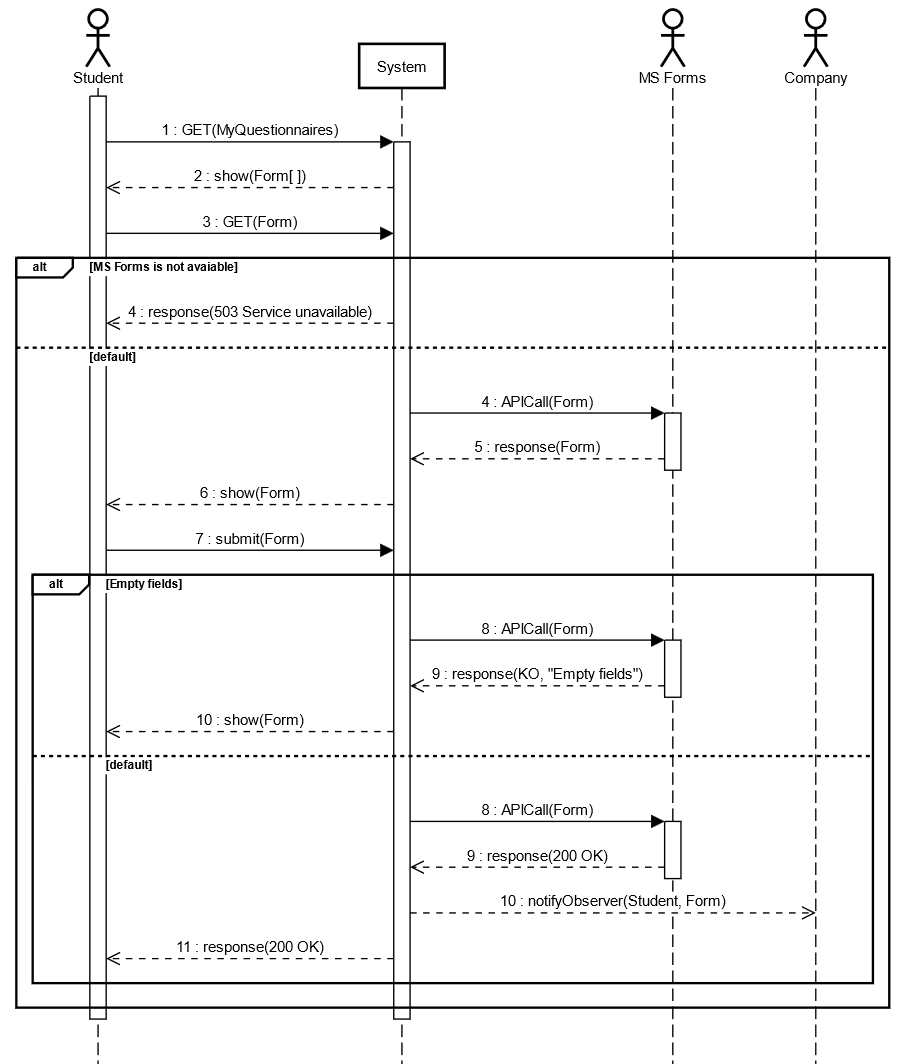 Student
System
MS Forms
Company
1 : GET(MyQuestionnaires)
2 : show(Form[ ])
3 : GET(Form)
alt
[MS Forms is not avaiable]
4 : response(503 Service unavailable)
[default]
4 : APICall(Form)
5 : response(Form)
6 : show(Form)
7 : submit(Form)
alt
[Empty fields]
8 : APICall(Form)
9 : response(KO, "Empty fields")
10 : show(Form)
[default]
8 : APICall(Form)
9 : response(200 OK)
10 : notifyObserver(Student, Form)
11 : response(200 OK)